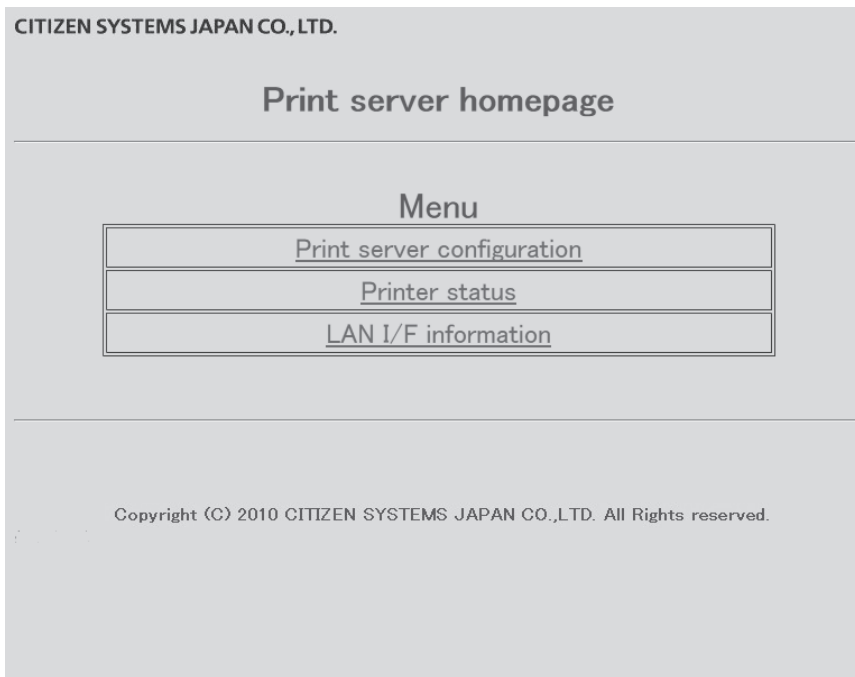 CITIZEN SYSTEMS JAPAN CO., LTD.
Print server homepage
Menu
Print server configuration
Printer status
LAN I/F information
Copyright (C) 2010 CITIZEN SYSTEMS JAPAN CO.,LTD. All Rights reserved.